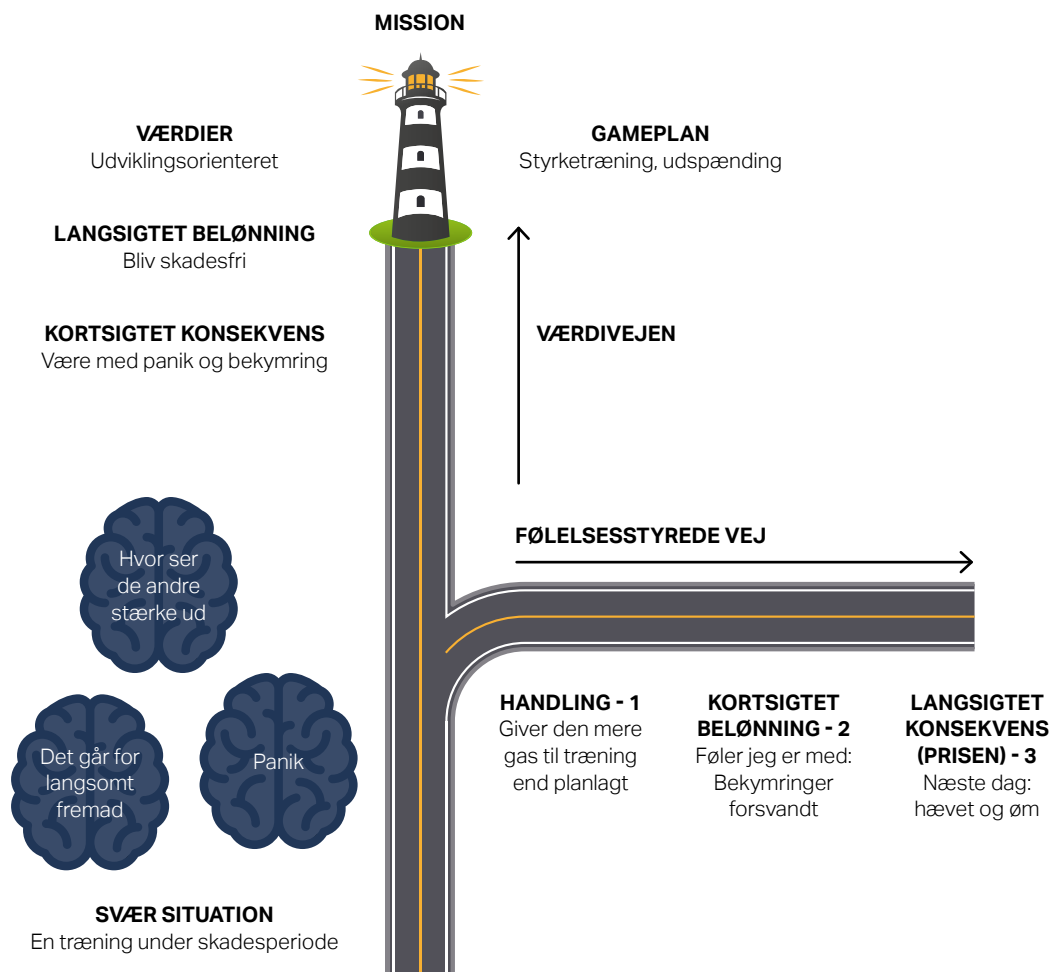 MISSION
VÆRDIER
Udviklingsorienteret
GAMEPLAN
Styrketræning, udspænding
LANGSIGTET BELØNNING
Bliv skadesfri
KORTSIGTET KONSEKVENS
Være med panik og bekymring
VÆRDIVEJEN
FØLELSESSTYREDE VEJ
Hvor ser
de andre
stærke ud
Det går for
langsomt
fremad
Panik
HANDLING - 1
Giver den mere
gas til træning
end planlagt
KORTSIGTET
BELØNNING - 2
Føler jeg er med:
Bekymringer
forsvandt
LANGSIGTET
KONSEKVENS
(PRISEN) - 3
Næste dag:
hævet og øm
SVÆR SITUATION
En træning under skadesperiode